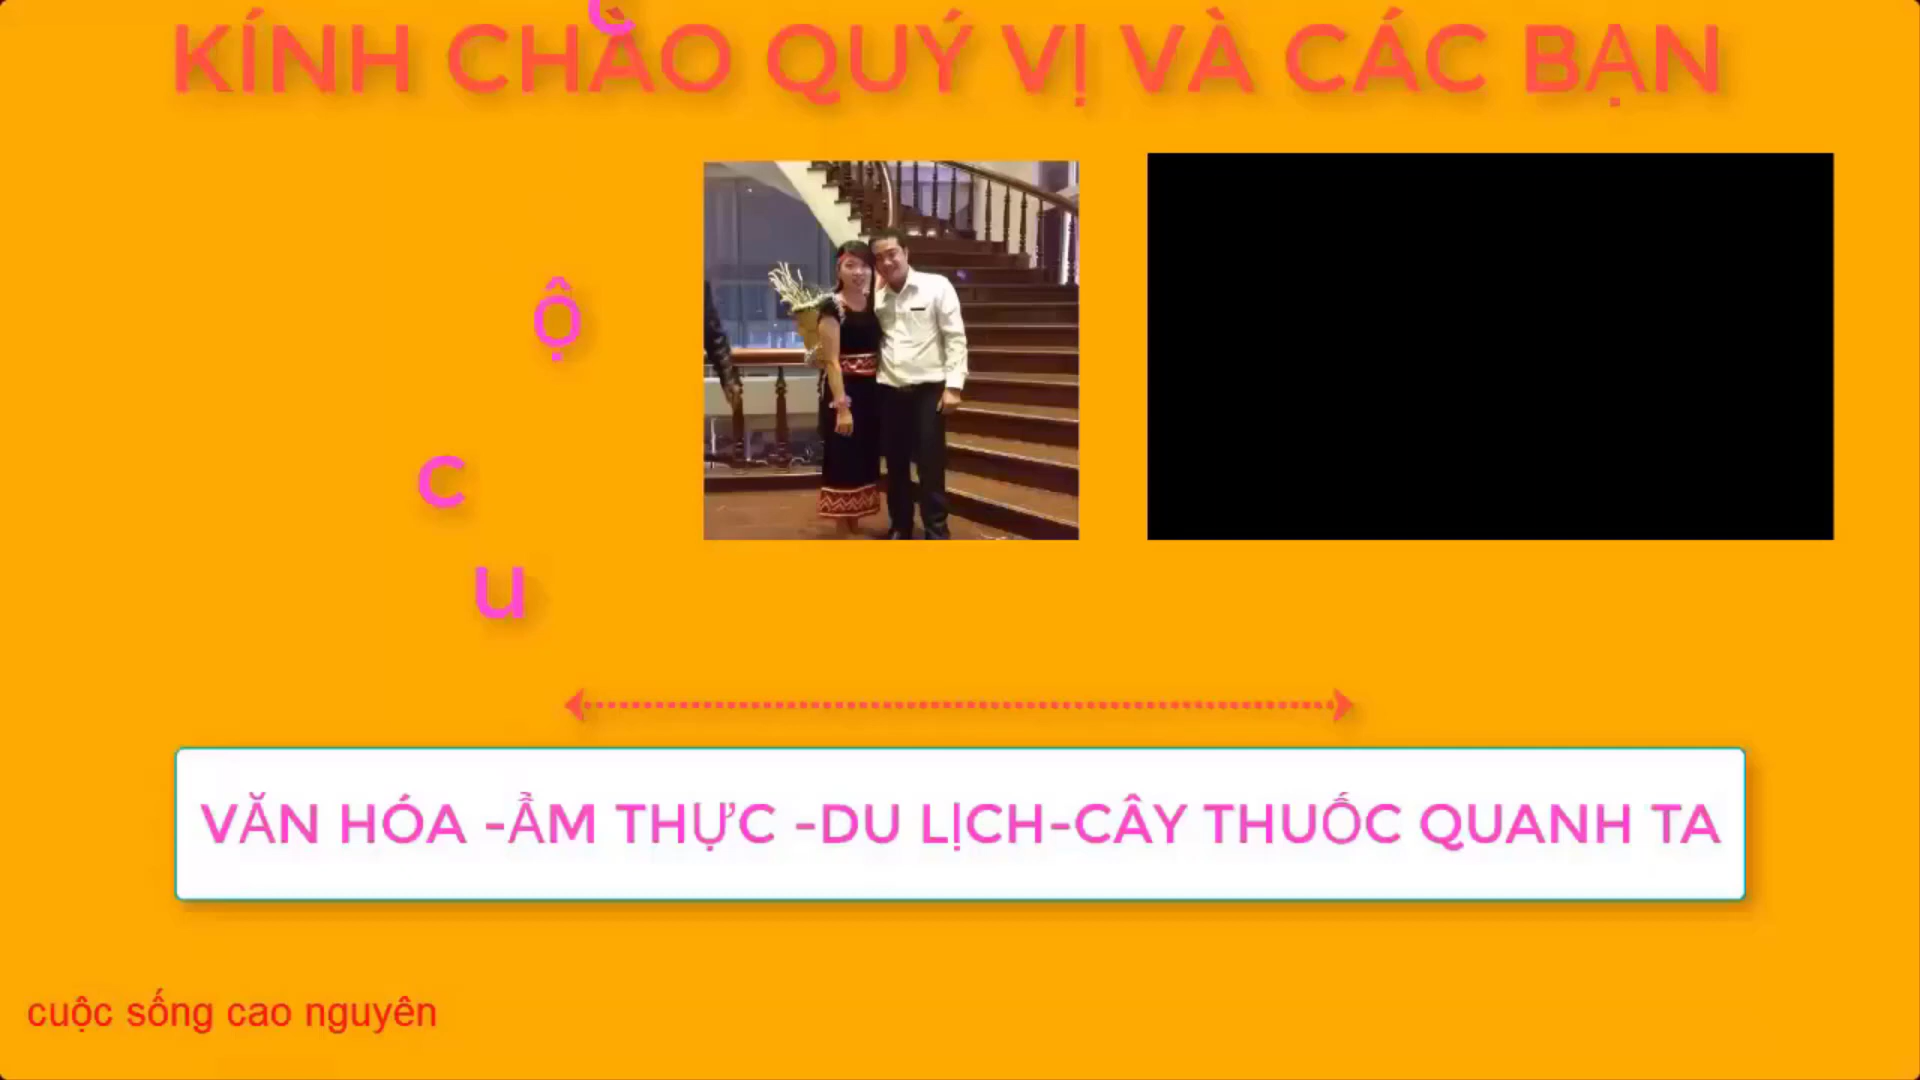 KÍNH CHÀO QUÝ VỊ VÀ CÁC BẠN
c
ộ
c
u
VĂN HÓA -ẨM THỰC -DU LỊCH-CÂY THUỐC QUANH TA
cuộc sống cao nguyên